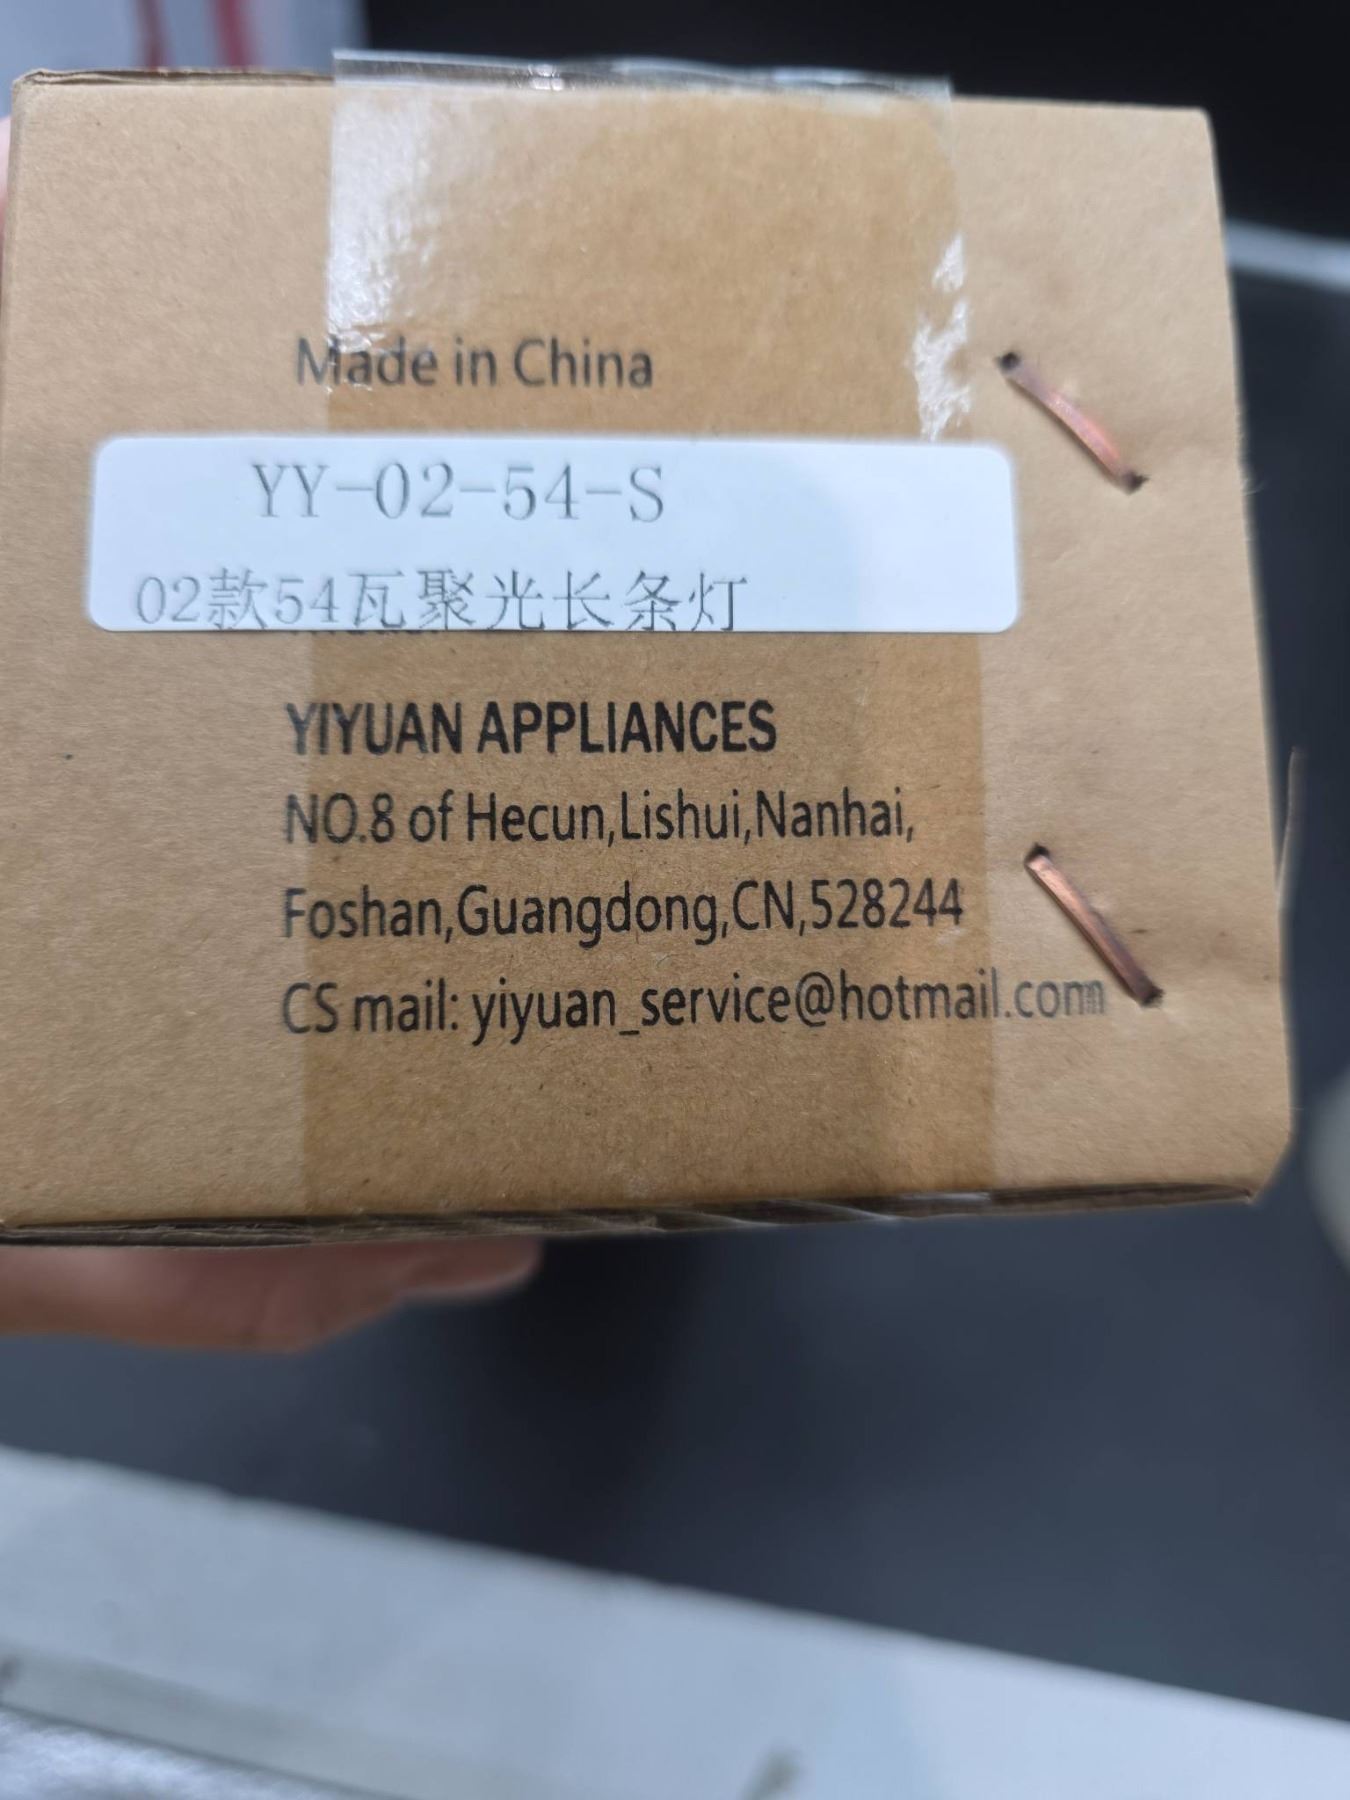 Made in China
YY-02-54-S
02款54瓦聚光长条灯
YIYUAN APPLIANCES
NO.8 of Hecun,Lishui,Nanhai,
Foshan,Guangdong,CN,528244
CS mail: yiyuan_service@hotmail.com